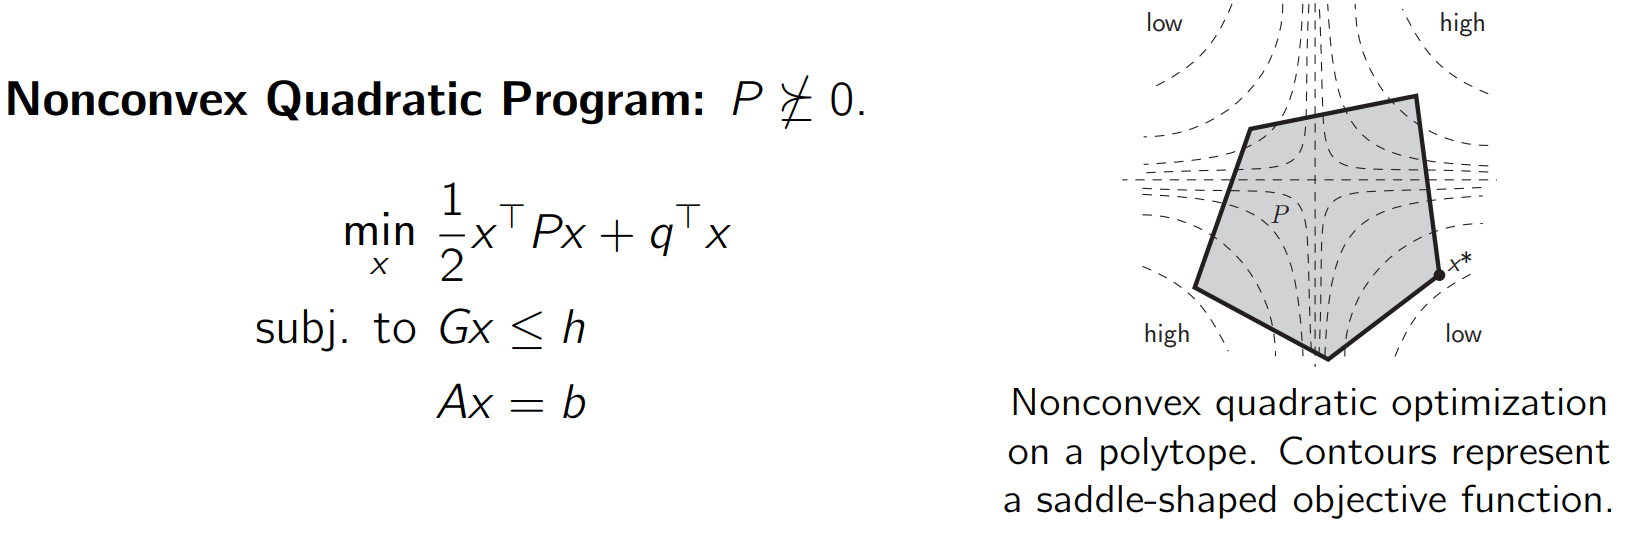 Nonconvex Quadratic Program: P ⋡ 0.
min_x 1/2 x^⊤Px + q^⊤x
subj. to Gx ≤ h
Ax = b
low
high
P
x*
high
low
Nonconvex quadratic optimization
on a polytope. Contours represent
a saddle-shaped objective function.